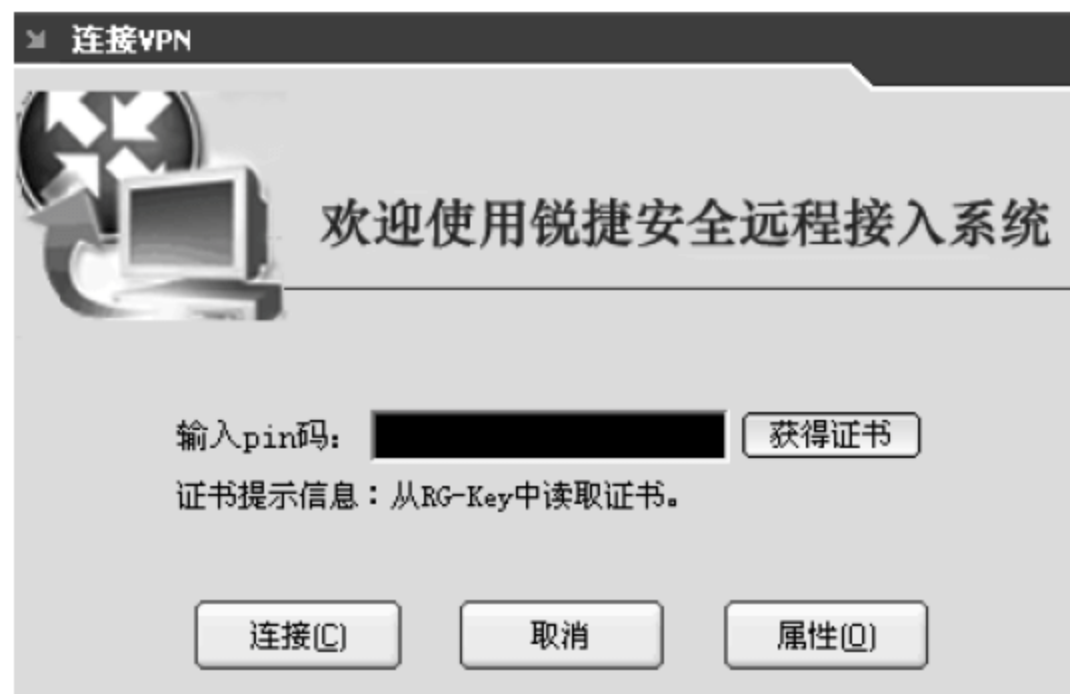 连接VPN
欢迎使用锐捷安全远程接入系统
输入pin码： 获得证书
证书提示信息：从RG-Key中读取证书。
连接(C) 取消 属性(O)